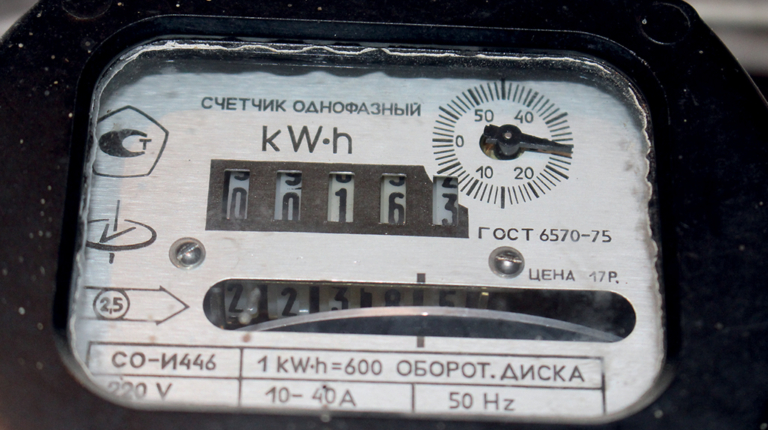 СЧЕТЧИК ОДНОФАЗНЫЙ
kW·h
50 40
0
10 20
Т
00163
ГОСТ 6570-75
ЦЕНА 17Р.
2,5
СО-И446 1 kW·h=600 ОБОРОТ. ДИСКА
220 V 10-40А 50 Hz